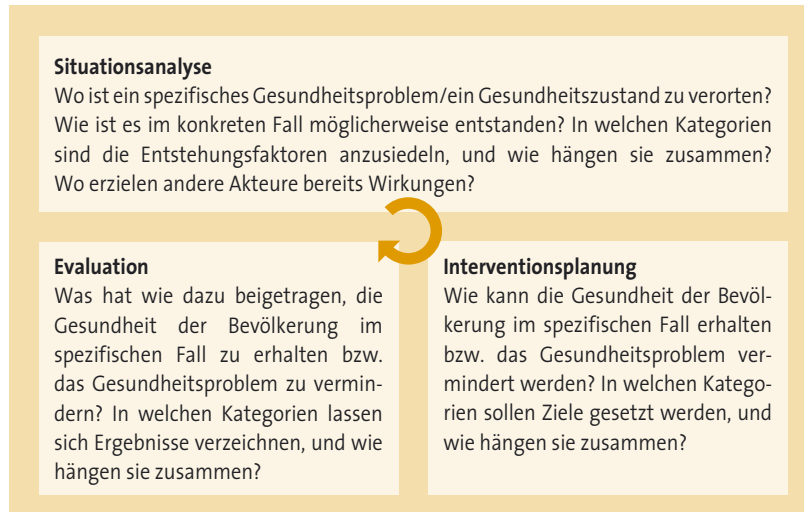 Situationsanalyse
Wo ist ein spezifisches Gesundheitsproblem/ein Gesundheitszustand zu verorten?
Wie ist es im konkreten Fall möglicherweise entstanden? In welchen Kategorien
sind die Entstehungsfaktoren anzusiedeln, und wie hängen sie zusammen?
Wo erzielen andere Akteure bereits Wirkungen?
Evaluation
Was hat wie dazu beigetragen, die
Gesundheit der Bevölkerung im
spezifischen Fall zu erhalten bzw.
das Gesundheitsproblem zu vermin-
dern? In welchen Kategorien lassen
sich Ergebnisse verzeichnen, und wie
hängen sie zusammen?
Interventionsplanung
Wie kann die Gesundheit der Bevöl-
kerung im spezifischen Fall erhalten
bzw. das Gesundheitsproblem ver-
mindert werden? In welchen Katego-
rien sollen Ziele gesetzt werden, und
wie hängen sie zusammen?